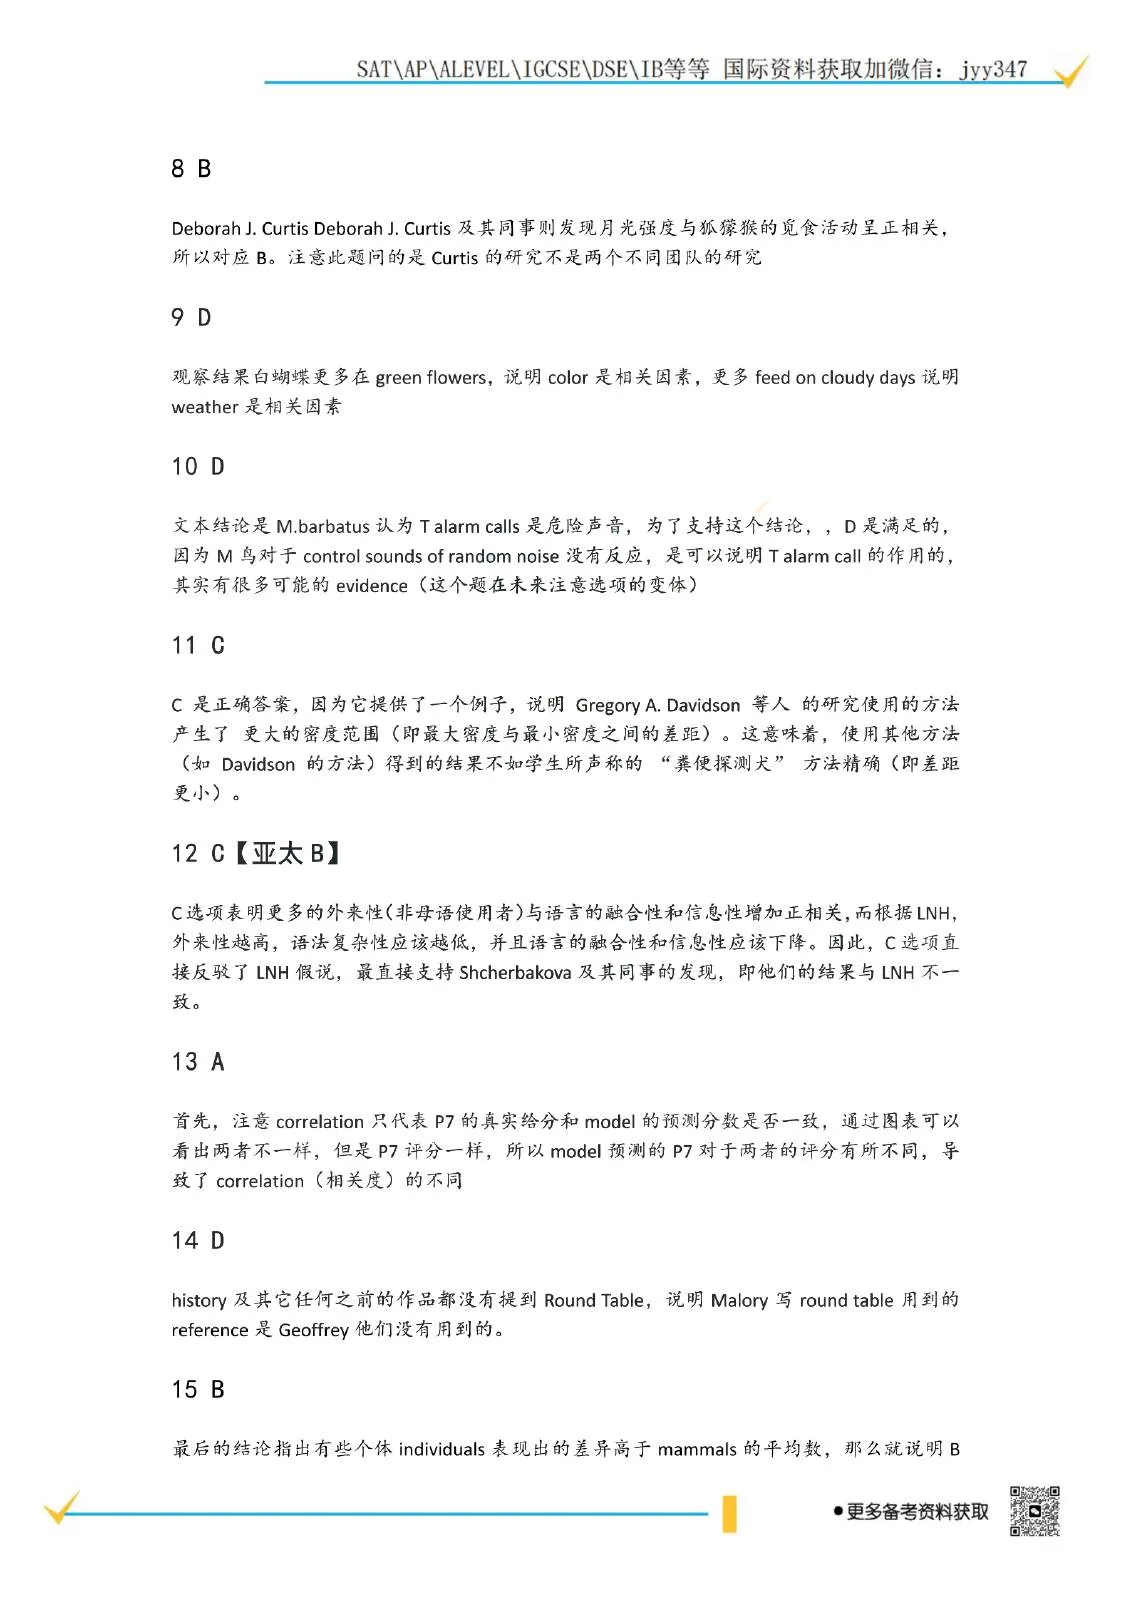 SAT\AP\ALEVEL\IGCSE\DSE\IB等等 国际资料获取加微信：jyy347
8 B
Deborah J. Curtis Deborah J. Curtis 及其同事则发现月光强度与狐獴猴的觅食活动呈正相关，
所以对应 B。注意此题问的是 Curtis 的研究不是两个不同团队的研究
9 D
观察结果白蝴蝶更多在 green flowers，说明 color 是相关因素，更多 feed on cloudy days 说明
weather 是相关因素
10 D
文本结论是 M.barbatus 认为 T alarm calls 是危险声音，为了支持这个结论，，D 是满足的，
因为 M 鸟对于 control sounds of random noise 没有反应，是可以说明 T alarm call 的作用的，
其实有很多可能的 evidence（这个题在未来注意选项的变体）
11 C
C 是正确答案，因为它提供了一个例子，说明 Gregory A. Davidson 等人 的研究使用的方法
产生了 更大的密度范围（即最大密度与最小密度之间的差距）。这意味着，使用其他方法
（如 Davidson 的方法）得到的结果不如学生所声称的 “粪便探测犬” 方法精确（即差距
更小）。
12 C【亚太 B】
C 选项表明更多的外来性（非母语使用者）与语言的融合性和信息性增加正相关，而根据 LNH，
外来性越高，语法复杂性应该越低，并且语言的融合性和信息性应该下降。因此，C 选项直
接反驳了 LNH 假说，最直接支持 Shcherbakova 及其同事的发现，即他们的结果与 LNH 不一
致。
13 A
首先，注意 correlation 只代表 P7 的真实给分和 model 的预测分数是否一致，通过图表可以
看出两者不一样，但是 P7 评分一样，所以 model 预测的 P7 对于两者的评分有所不同，导
致了 correlation（相关度）的不同
14 D
history 及其它任何之前的作品都没有提到 Round Table，说明 Malory 写 round table 用到的
reference 是 Geoffrey 他们没有用到的。
15 B
最后的结论指出有些个体 individuals 表现出的差异高于 mammals 的平均数，那么就说明 B
●更多备考资料获取